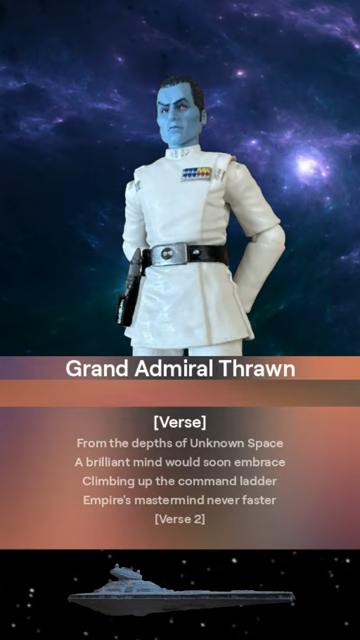 Grand Admiral Thrawn
[Verse]
From the depths of Unknown Space
A brilliant mind would soon embrace
Climbing up the command ladder
Empire's mastermind never faster
[Verse 2]